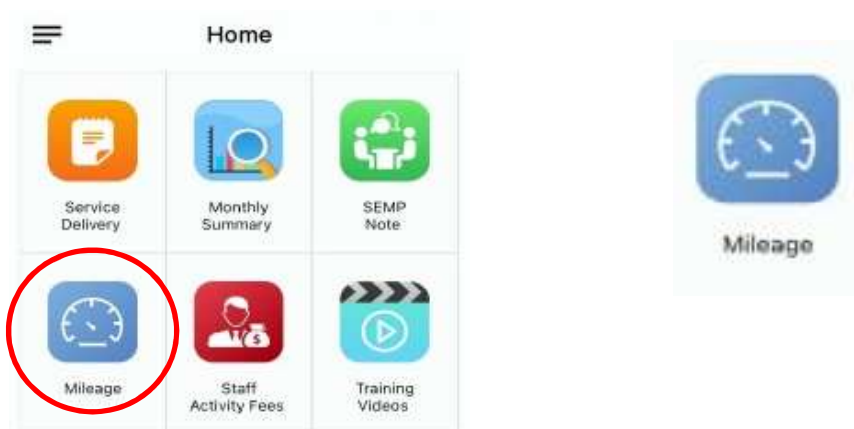 Home
Service
Delivery
Monthly
Summary
SEMP
Note
Mileage
Staff
Activity Fees
Training
Videos
Mileage